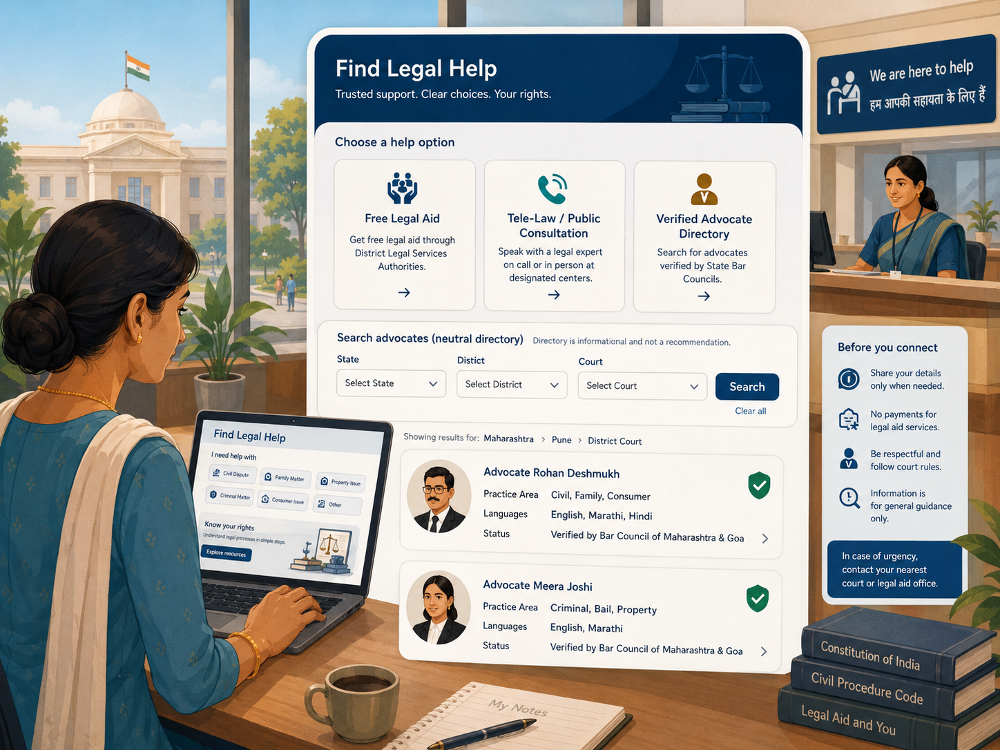 Find Legal Help
Trusted support. Clear choices. Your rights.
Choose a help option
Free Legal Aid
Get free legal aid through
District Legal Services
Authorities.
Tele-Law / Public
Consultation
Speak with a legal expert
on call or in person at
designated centers.
Verified Advocate
Directory
Search for advocates
verified by State Bar
Councils.
Search advocates (neutral directory) Directory is informational and not a recommendation.
State
Select State
Distict
Select District
Court
Select Court
Search
Clear all
Showing results for: Maharashtra > Pune > District Court
Advocate Rohan Deshmukh
Practice Area Civil, Family, Consumer
Languages English, Marathi, Hindi
Status Verified by Bar Council of Maharashtra & Goa
Advocate Meera Joshi
Practice Area Criminal, Bail, Property
Languages English, Marathi
Status Verified by Bar Council of Maharashtra & Goa
We are here to help
हम आपकी सहायता के लिए हैं
Before you connect
Share your details
only when needed.
No payments for
legal aid services.
Be respectful and
follow court rules.
Information is
for general guidance
only.
In case of urgency,
contact your nearest
court or legal aid office.
Find Legal Help
I need help with
Civil Dispute
Family Matter
Property Issue
Criminal Matter
Consumer Issue
Other
Know your rights
Understand legal processes in simple steps.
Explore resources
My Notes
Constitution of India
Civil Procedure Code
Legal Aid and You